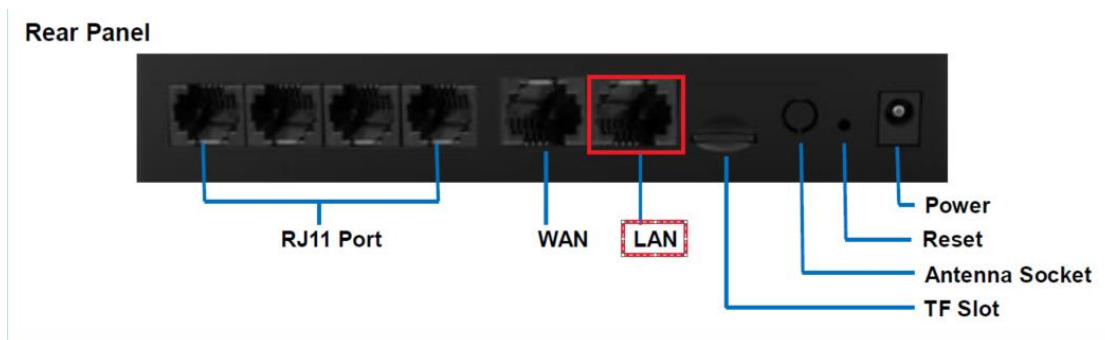 Rear Panel
RJ11 Port
WAN
LAN
Power
Reset
Antenna Socket
TF Slot